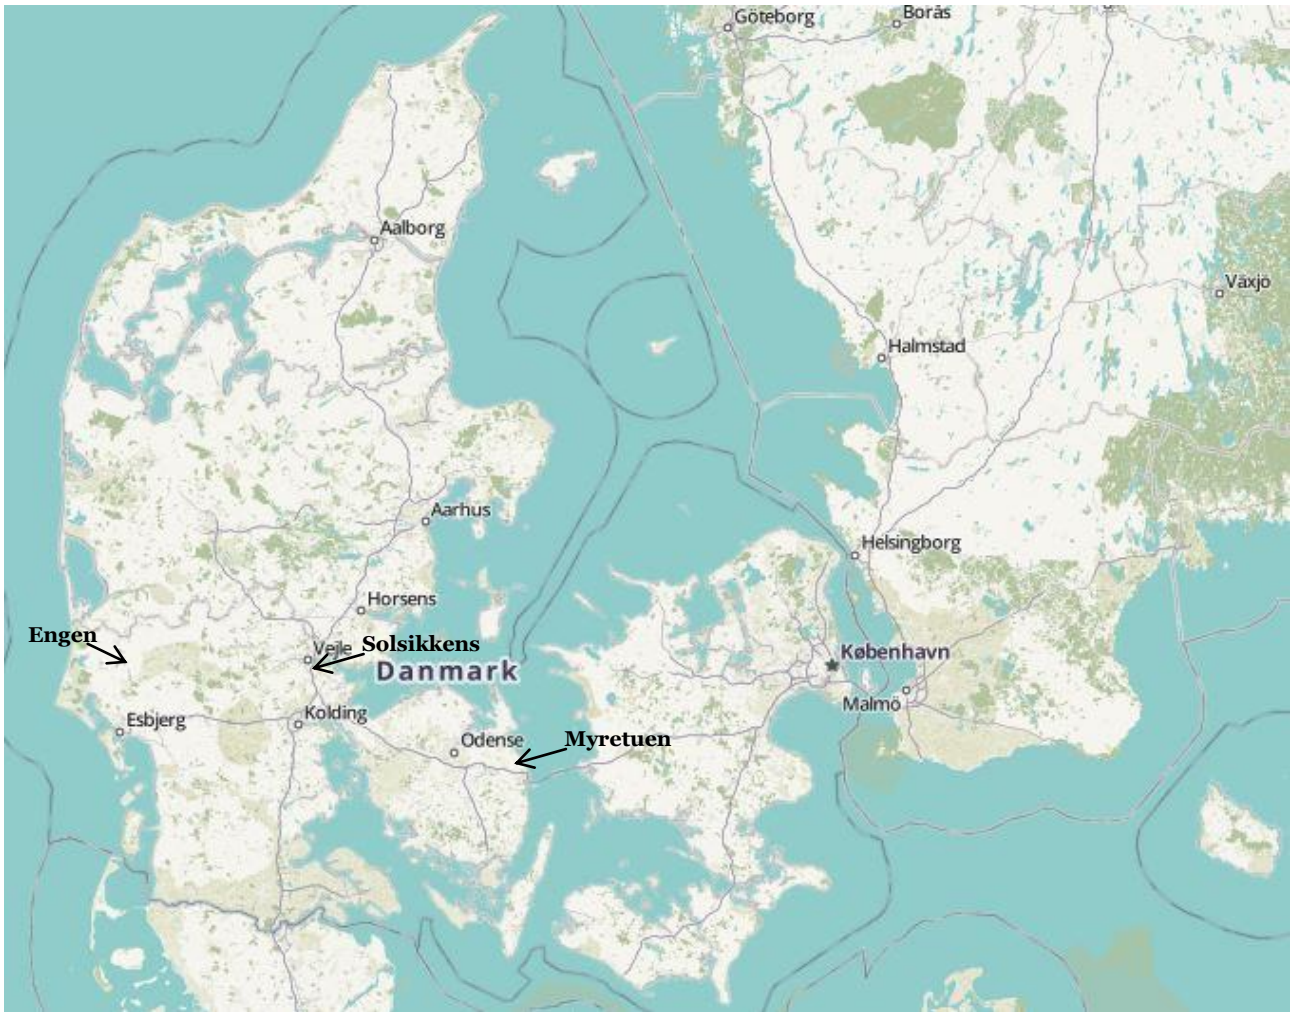 Göteborg
Borås
Aalborg
Växjö
Halmstad
Aarhus
Helsingborg
Horsens
Engen
Vejle
Solsikkens
København
Danmark
Malmö
Esbjerg
Kolding
Odense
Myretuen